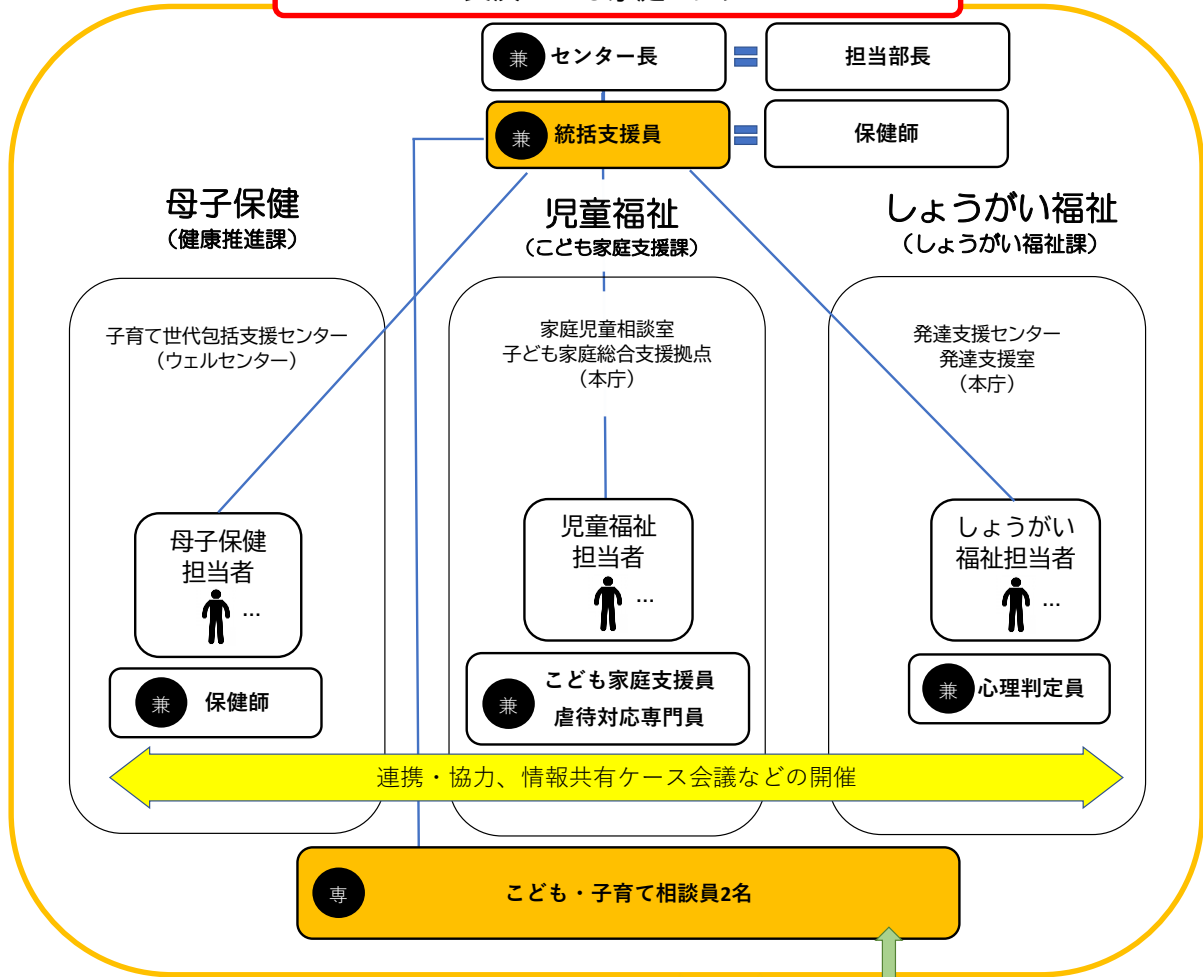 兼 センター長
担当部長
兼 統括支援員
保健師
母子保健
（健康推進課）
児童福祉
（こども家庭支援課）
しょうがい福祉
（しょうがい福祉課）
子育て世代包括支援センター
（ウェルセンター）
家庭児童相談室
子ども家庭総合支援拠点
（本庁）
発達支援センター
発達支援室
（本庁）
母子保健
担当者
…
児童福祉
担当者
…
しょうがい
福祉担当者
…
兼 保健師
兼 こども家庭支援員
虐待対応専門員
兼 心理判定員
連携・協力、情報共有ケース会議などの開催
専 こども・子育て相談員2名